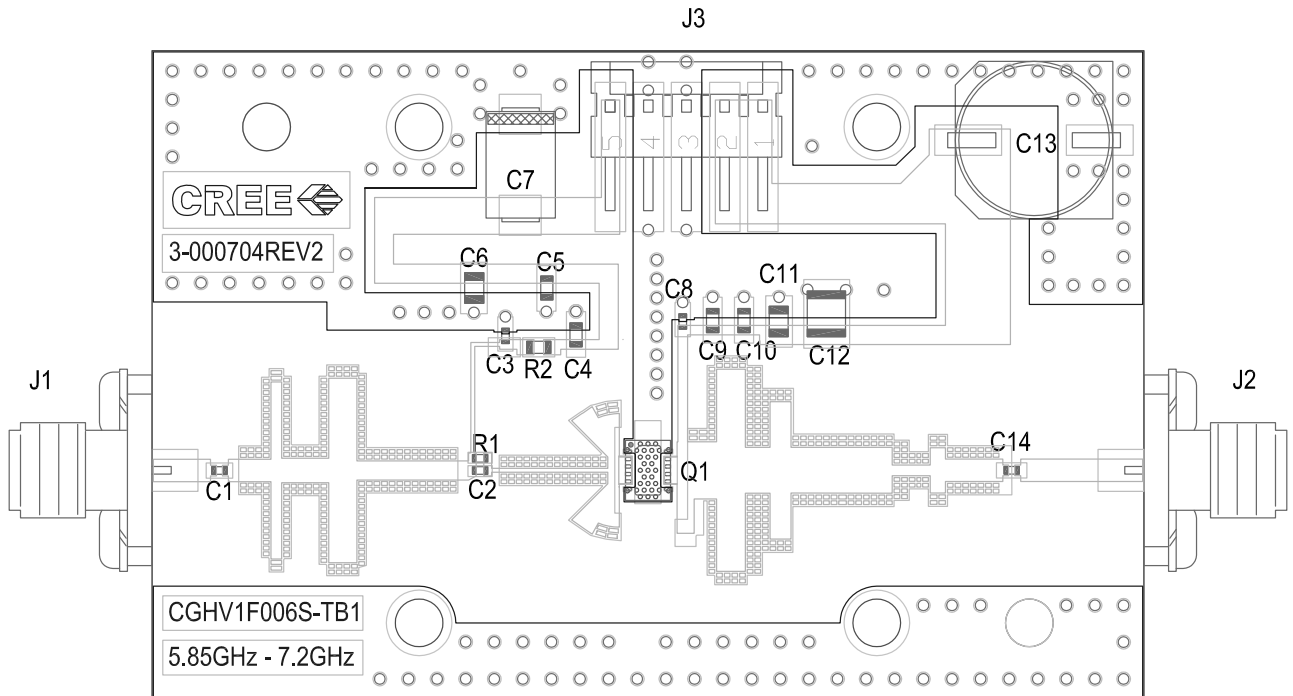 J3
5 4 3 2 1
C13
C7
CREE
3-000704REV2
C6 C5 C8 C11
C9 C10 C12
C3 R2 C4
J1 J2
R1
C1 C2 Q1 C14
CGHV1F006S-TB1
5.85GHz - 7.2GHz